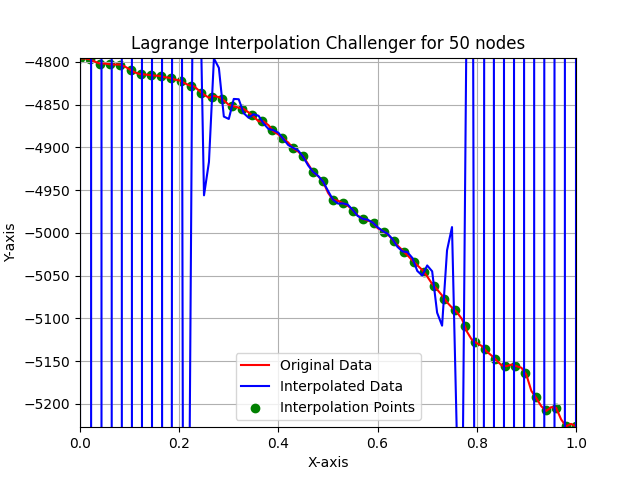 Lagrange Interpolation Challenger for 50 nodes
−4800
−4850
−4900
−4950
−5000
−5050
−5100
−5150
−5200
Y-axis
Original Data
Interpolated Data
Interpolation Points
0.0 0.2 0.4 0.6 0.8 1.0
X-axis